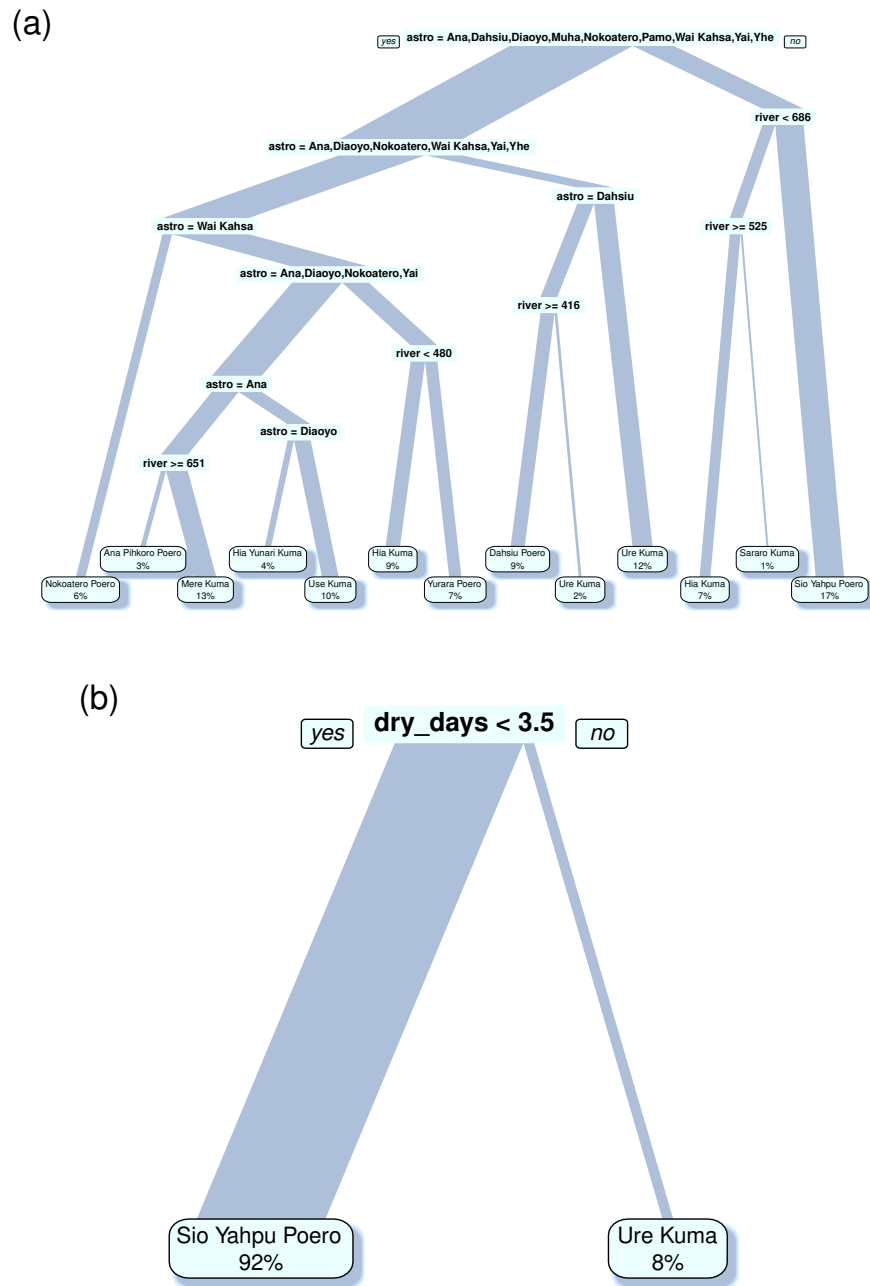 (a)
yes astro = Ana,Dahsiu,Diaoyo,Muha,Nokoatero,Pamo,Wai Kahsa,Yai,Yhe no
river < 686
astro = Ana,Diaoyo,Nokoatero,Wai Kahsa,Yai,Yhe
astro = Dahsiu
astro = Wai Kahsa
river >= 525
astro = Ana,Diaoyo,Nokoatero,Yai
river >= 416
river < 480
astro = Ana
astro = Diaoyo
river >= 651
Ana Pihkoro Poero
3%
Hia Yunari Kuma
4%
Hia Kuma
9%
Dahsiu Poero
9%
Ure Kuma
12%
Sararo Kuma
1%
Nokoatero Poero
6%
Mere Kuma
13%
Use Kuma
10%
Yurara Poero
7%
Ure Kuma
2%
Hia Kuma
7%
Sio Yahpu Poero
17%
(b)
yes dry_days < 3.5 no
Sio Yahpu Poero
92%
Ure Kuma
8%